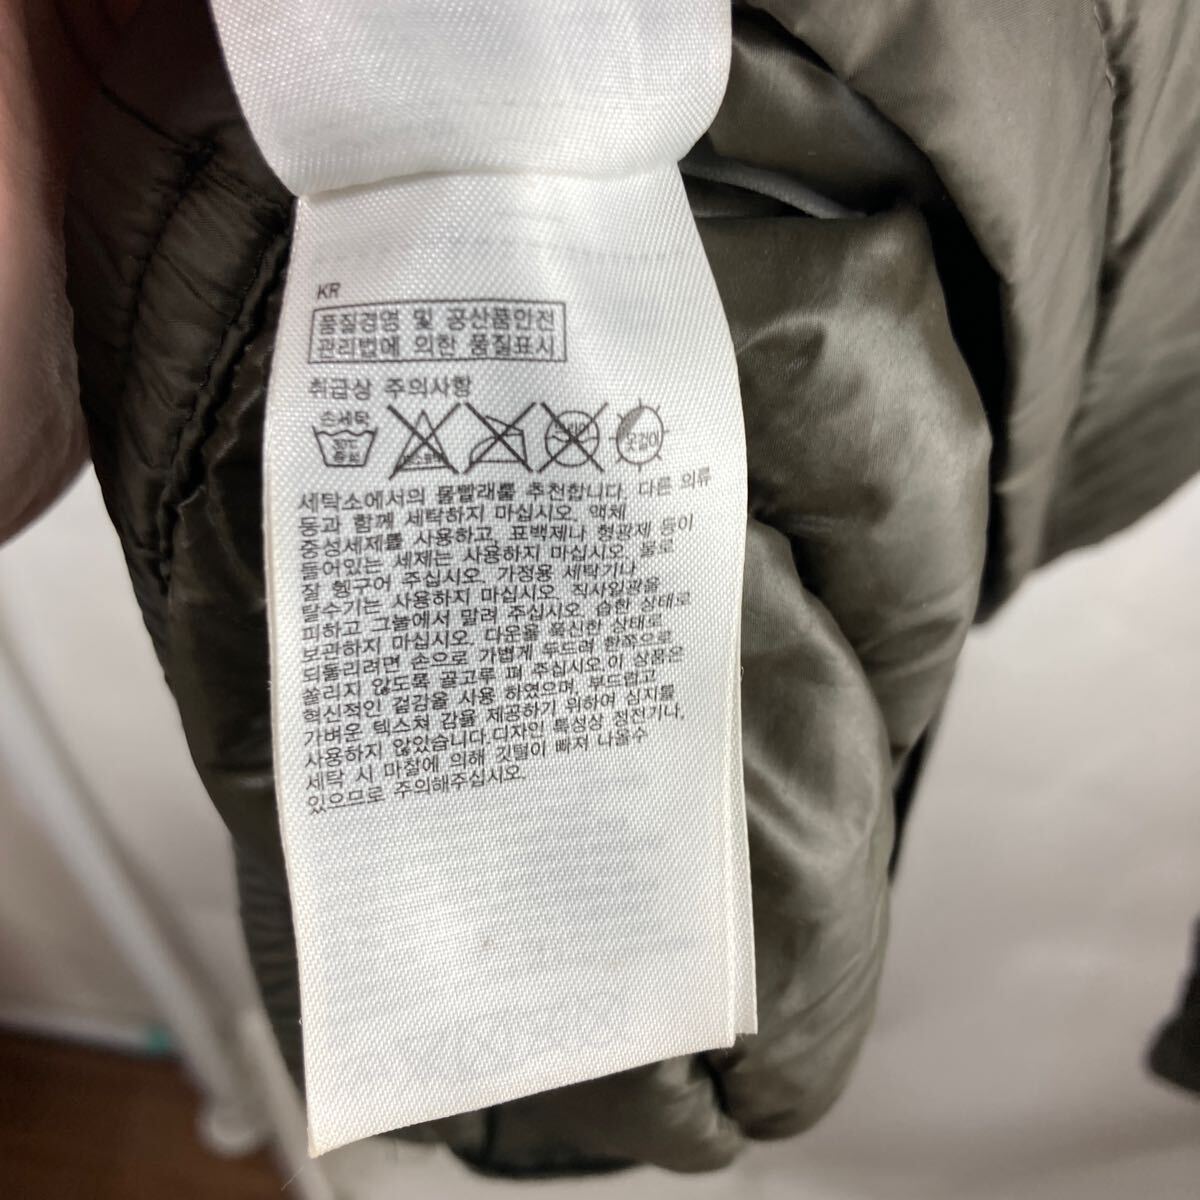 KR
품질경영 및 공산품안전
관리법에 의한 품질표시
취급상 주의사항
손세탁
30℃
중성
옷걸이
세탁소에서의 물빨래를 추천합니다. 다른 의류
등과 함께 세탁하지 마십시오. 액체
중성세제를 사용하고, 표백제나 형광제 등이
들어있는 세제는 사용하지 마십시오. 물로
잘 헹구어 주십시오. 가정용 세탁기나
탈수기는 사용하지 마십시오. 직사일광을
피하고 그늘에서 말려 주십시오. 습한 상태로
보관하지 마십시오. 다운을 푹신한 상태로
되돌리려면 손으로 가볍게 두드려 한쪽으로
쏠리지 않도록 골고루 펴 주십시오.이 상품은
혁신적인 겉감을 사용 하였으며, 부드럽고
가벼운 텍스쳐 감을 제공하기 위하여 심지를
사용하지 않았습니다.디자인 특성상 정전기나,
세탁 시 마찰에 의해 깃털이 빠져 나올수
있으므로 주의해주십시오.